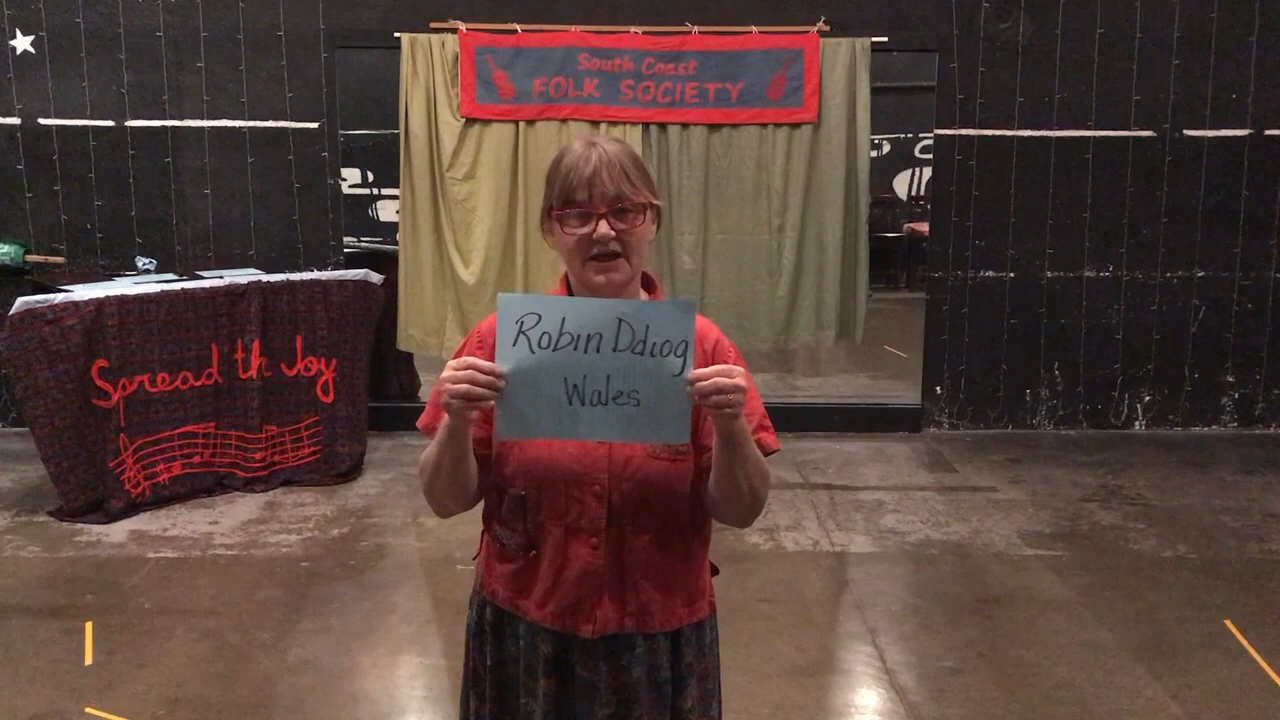 South Coast
FOLK SOCIETY
Robin Ddiog
Wales
Spread th Joy